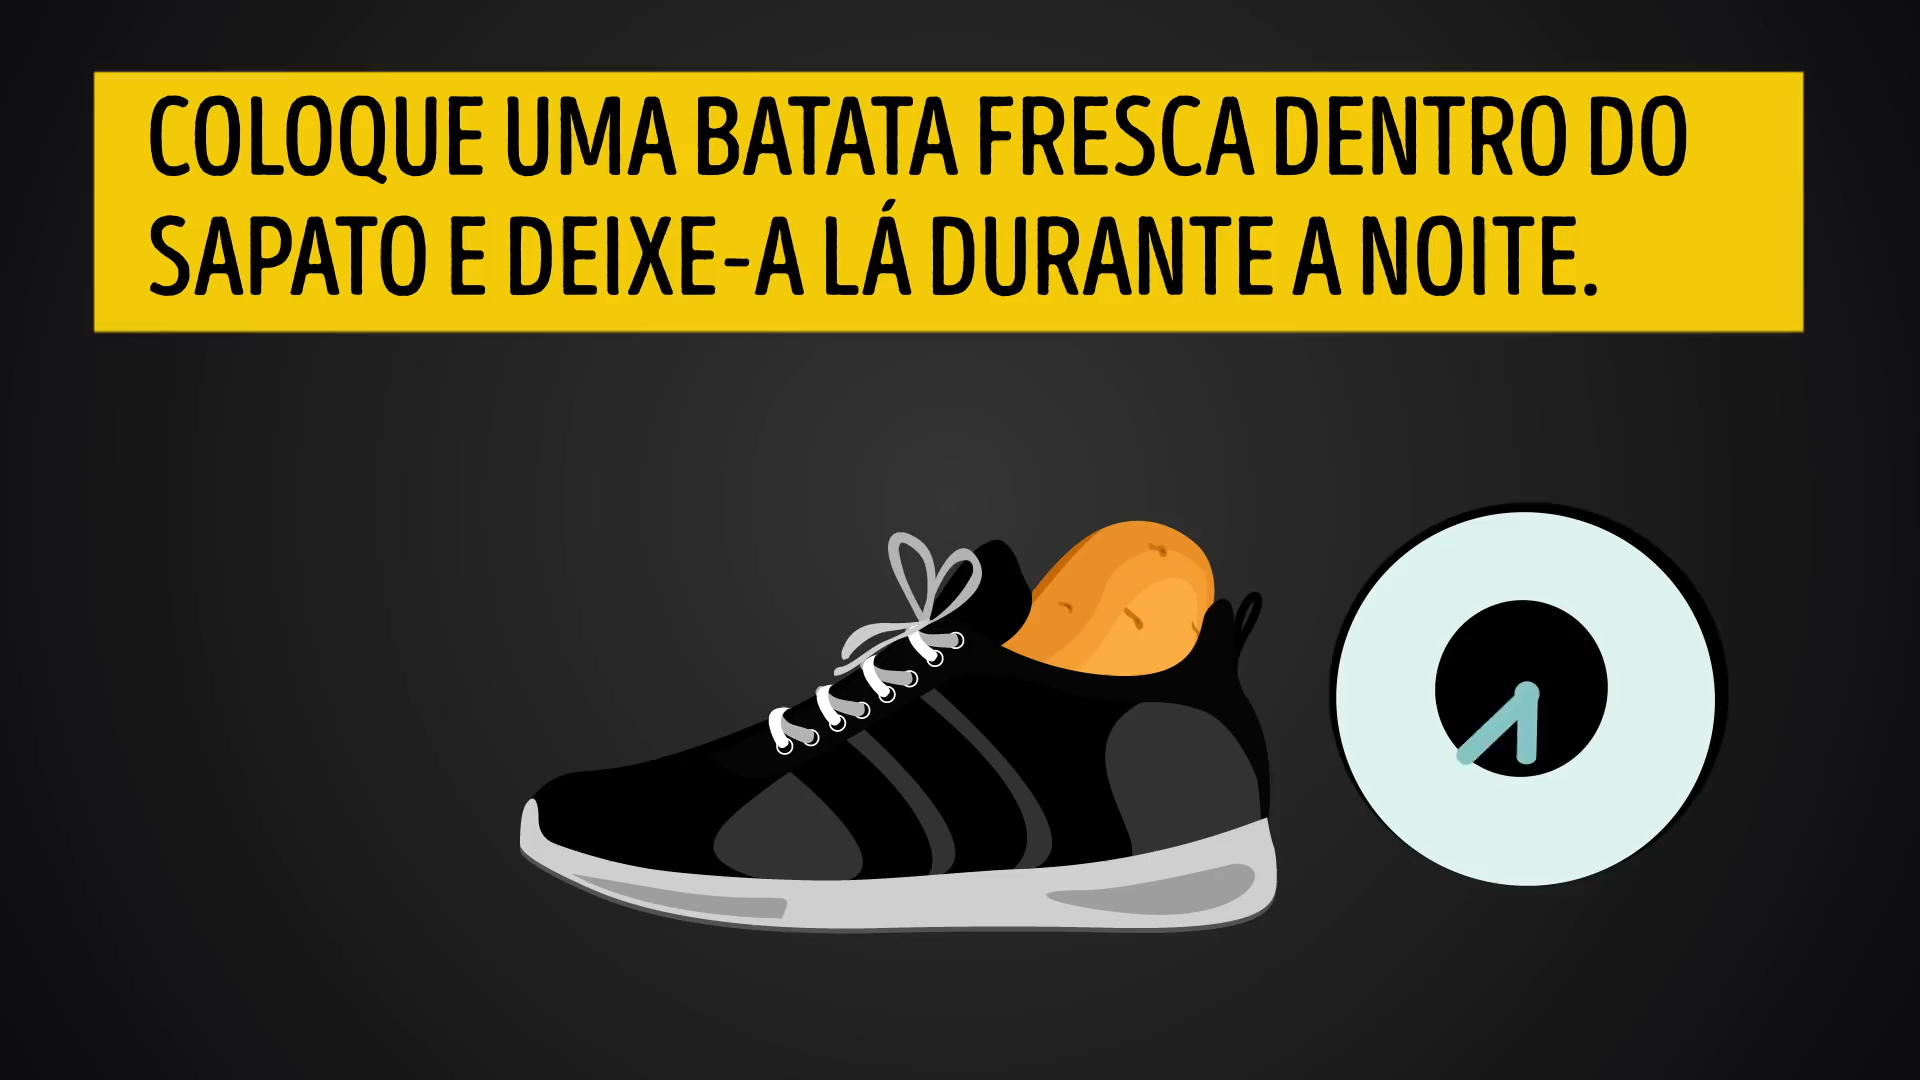 COLOQUE UMA BATATA FRESCA DENTRO DO
SAPATO E DEIXE-A LÁ DURANTE A NOITE.